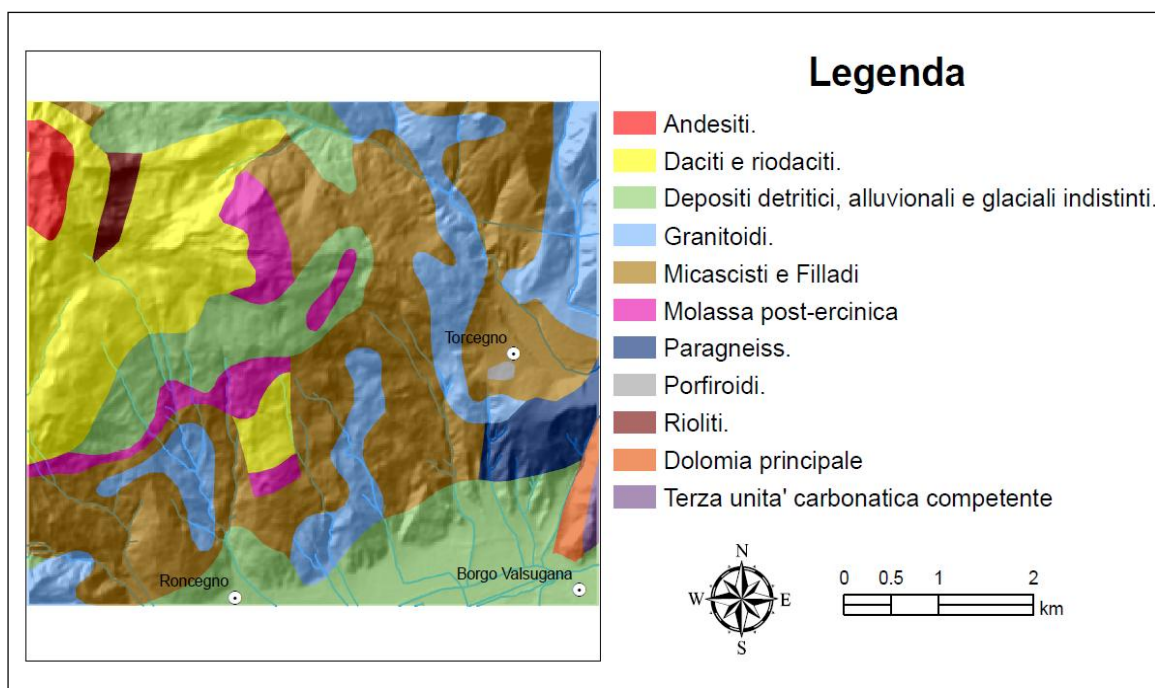 Legenda
Andesiti.
Daciti e riodaciti.
Depositi detritici, alluvionali e glaciali indistinti.
Granitoidi.
Micascisti e Filladi
Molassa post-ercinica
Paragneiss.
Porfiroidi.
Rioliti.
Dolomia principale
Terza unita' carbonatica competente
Torcegno
Roncegno
Borgo Valsugana
N
W E
S
0 0.5 1 2
km